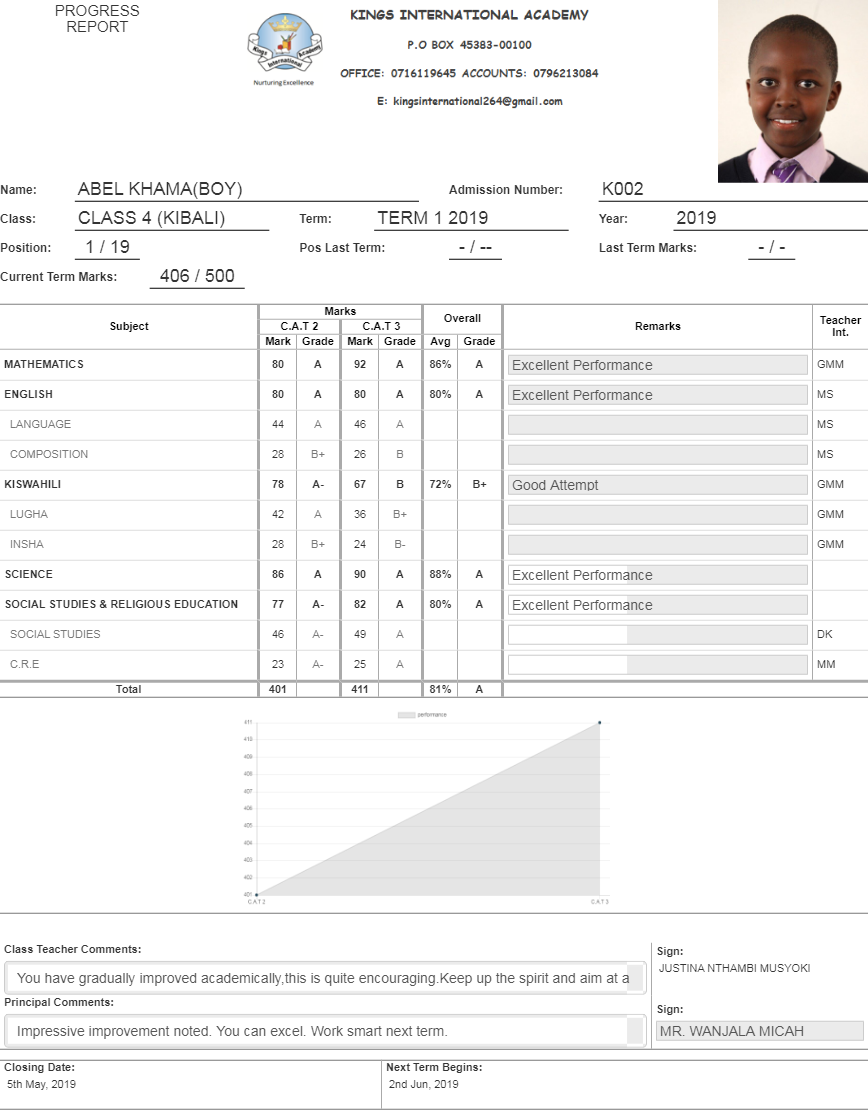 PROGRESS
REPORT
Kings International Academy
Nurturing Excellence
KINGS INTERNATIONAL ACADEMY
P.O BOX 45383-00100
OFFICE: 0716119645 ACCOUNTS: 0796213084
E: kingsinternational264@gmail.com
Name: ABEL KHAMA(BOY) Admission Number: K002
Class: CLASS 4 (KIBALI) Term: TERM 1 2019 Year: 2019
Position: 1 / 19 Pos Last Term: - / -- Last Term Marks: - / -
Current Term Marks: 406 / 500
Subject Marks Overall Remarks Teacher Int.
C.A.T 2 C.A.T 3
Mark Grade Mark Grade Avg Grade
MATHEMATICS 80 A 92 A 86% A Excellent Performance GMM
ENGLISH 80 A 80 A 80% A Excellent Performance MS
LANGUAGE 44 A 46 A MS
COMPOSITION 28 B+ 26 B MS
KISWAHILI 78 A- 67 B 72% B+ Good Attempt GMM
LUGHA 42 A 36 B+ GMM
INSHA 28 B+ 24 B- GMM
SCIENCE 86 A 90 A 88% A Excellent Performance
SOCIAL STUDIES & RELIGIOUS EDUCATION 77 A- 82 A 80% A Excellent Performance
SOCIAL STUDIES 46 A- 49 A DK
C.R.E 23 A- 25 A MM
Total 401 411 81% A
performance
411
410
409
408
407
406
405
404
403
402
401
C.A.T 2 C.A.T 3
Class Teacher Comments:
You have gradually improved academically,this is quite encouraging.Keep up the spirit and aim at a
Sign:
JUSTINA NTHAMBI MUSYOKI
Principal Comments:
Impressive improvement noted. You can excel. Work smart next term.
Sign:
MR. WANJALA MICAH
Closing Date: Next Term Begins:
5th May, 2019 2nd Jun, 2019